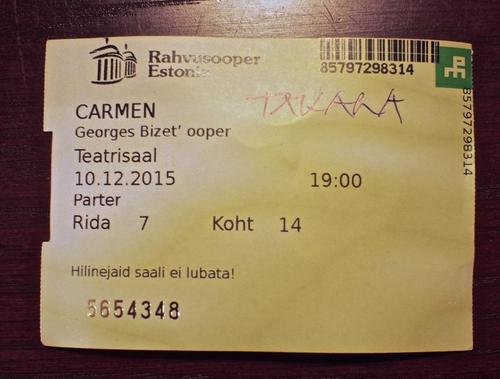 Rahvusooper
Estonia
85797298314
CARMEN
Georges Bizet' ooper
Teatrisaal
10.12.2015 19:00
Parter
Rida 7 Koht 14
Hilinejaid saali ei lubata!
5654348
85797298314